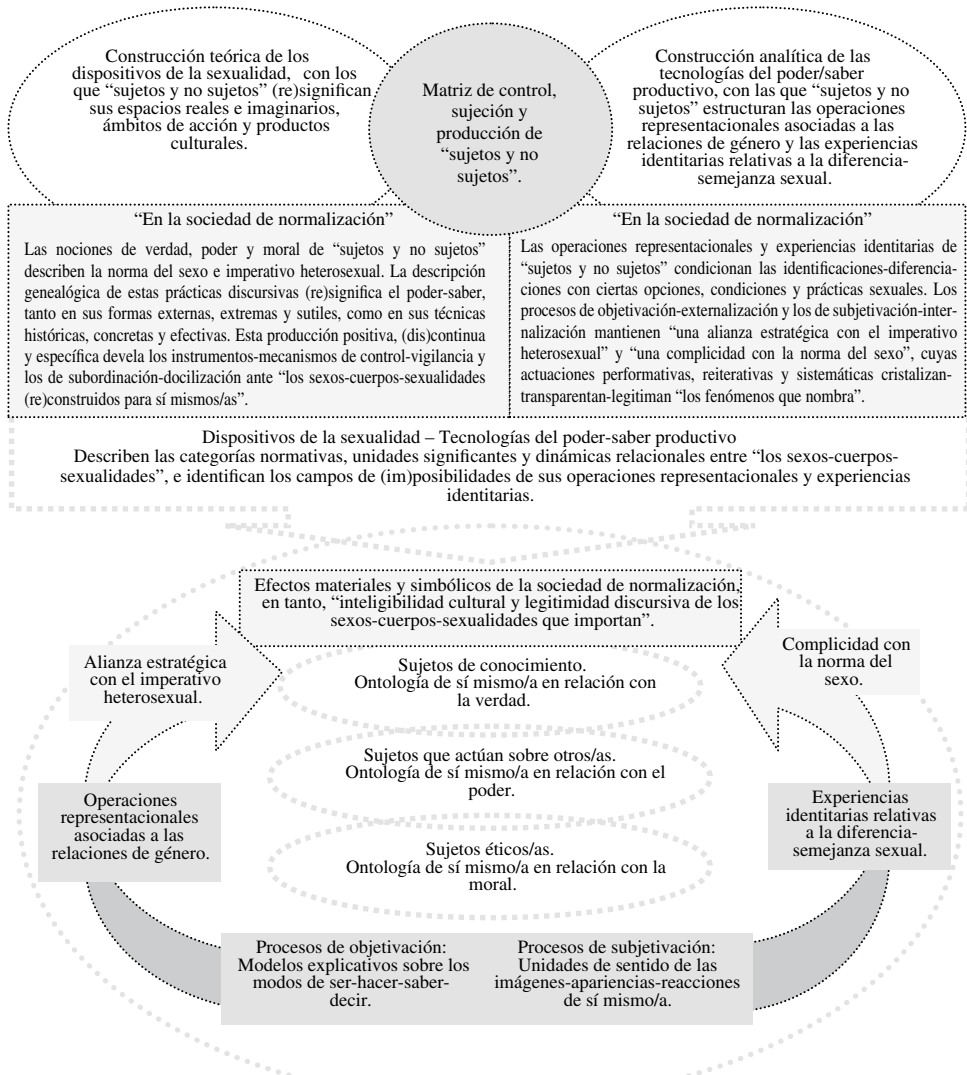 Construcción teórica de los
dispositivos de la sexualidad, con los
que “sujetos y no sujetos” (re)significan
sus espacios reales e imaginarios,
ámbitos de acción y productos
culturales.
Matriz de control,
sujeción y
producción de
“sujetos y no
sujetos”.
Construcción analítica de las
tecnologías del poder/saber
productivo, con las que “sujetos y no
sujetos” estructuran las operaciones
representacionales asociadas a las
relaciones de género y las experiencias
identitarias relativas a la diferencia-
semejanza sexual.
“En la sociedad de normalización”
Las nociones de verdad, poder y moral de “sujetos y no sujetos”
describen la norma del sexo e imperativo heterosexual. La descripción
genealógica de estas prácticas discursivas (re)significa el poder-saber,
tanto en sus formas externas, extremas y sutiles, como en sus técnicas
históricas, concretas y efectivas. Esta producción positiva, (dis)continua
y específica devela los instrumentos-mecanismos de control-vigilancia y
los de subordinación-docilización ante “los sexos-cuerpos-sexualidades
(re)construidos para sí mismos/as”.
“En la sociedad de normalización”
Las operaciones representacionales y experiencias identitarias de
“sujetos y no sujetos” condicionan las identificaciones-diferencia-
ciones con ciertas opciones, condiciones y prácticas sexuales. Los
procesos de objetivación-externalización y los de subjetivación-inter-
nalización mantienen “una alianza estratégica con el imperativo
heterosexual” y “una complicidad con la norma del sexo”, cuyas
actuaciones performativas, reiterativas y sistemáticas cristalizan-
transparentan-legitiman “los fenómenos que nombra”.
Dispositivos de la sexualidad – Tecnologías del poder-saber productivo
Describen las categorías normativas, unidades significantes y dinámicas relacionales entre “los sexos-cuerpos-
sexualidades”, e identifican los campos de (im)posibilidades de sus operaciones representacionales y experiencias
identitarias.
Efectos materiales y simbólicos de la sociedad de normalización,
en tanto, “inteligibilidad cultural y legitimidad discursiva de los
sexos-cuerpos-sexualidades que importan”.
Alianza estratégica
con el imperativo
heterosexual.
Complicidad con
la norma del
sexo.
Sujetos de conocimiento.
Ontología de sí mismo/a en relación con
la verdad.
Sujetos que actúan sobre otros/as.
Ontología de sí mismo/a en relación con el
poder.
Operaciones
representacionales
asociadas a las
relaciones de género.
Experiencias
identitarias relativas
a la diferencia-
semejanza sexual.
Sujetos éticos/as.
Ontología de sí mismo/a en relación con la
moral.
Procesos de objetivación:
Modelos explicativos sobre los
modos de ser-hacer-saber-
decir.
Procesos de subjetivación:
Unidades de sentido de las
imágenes-apariencias-reacciones
de sí mismo/a.